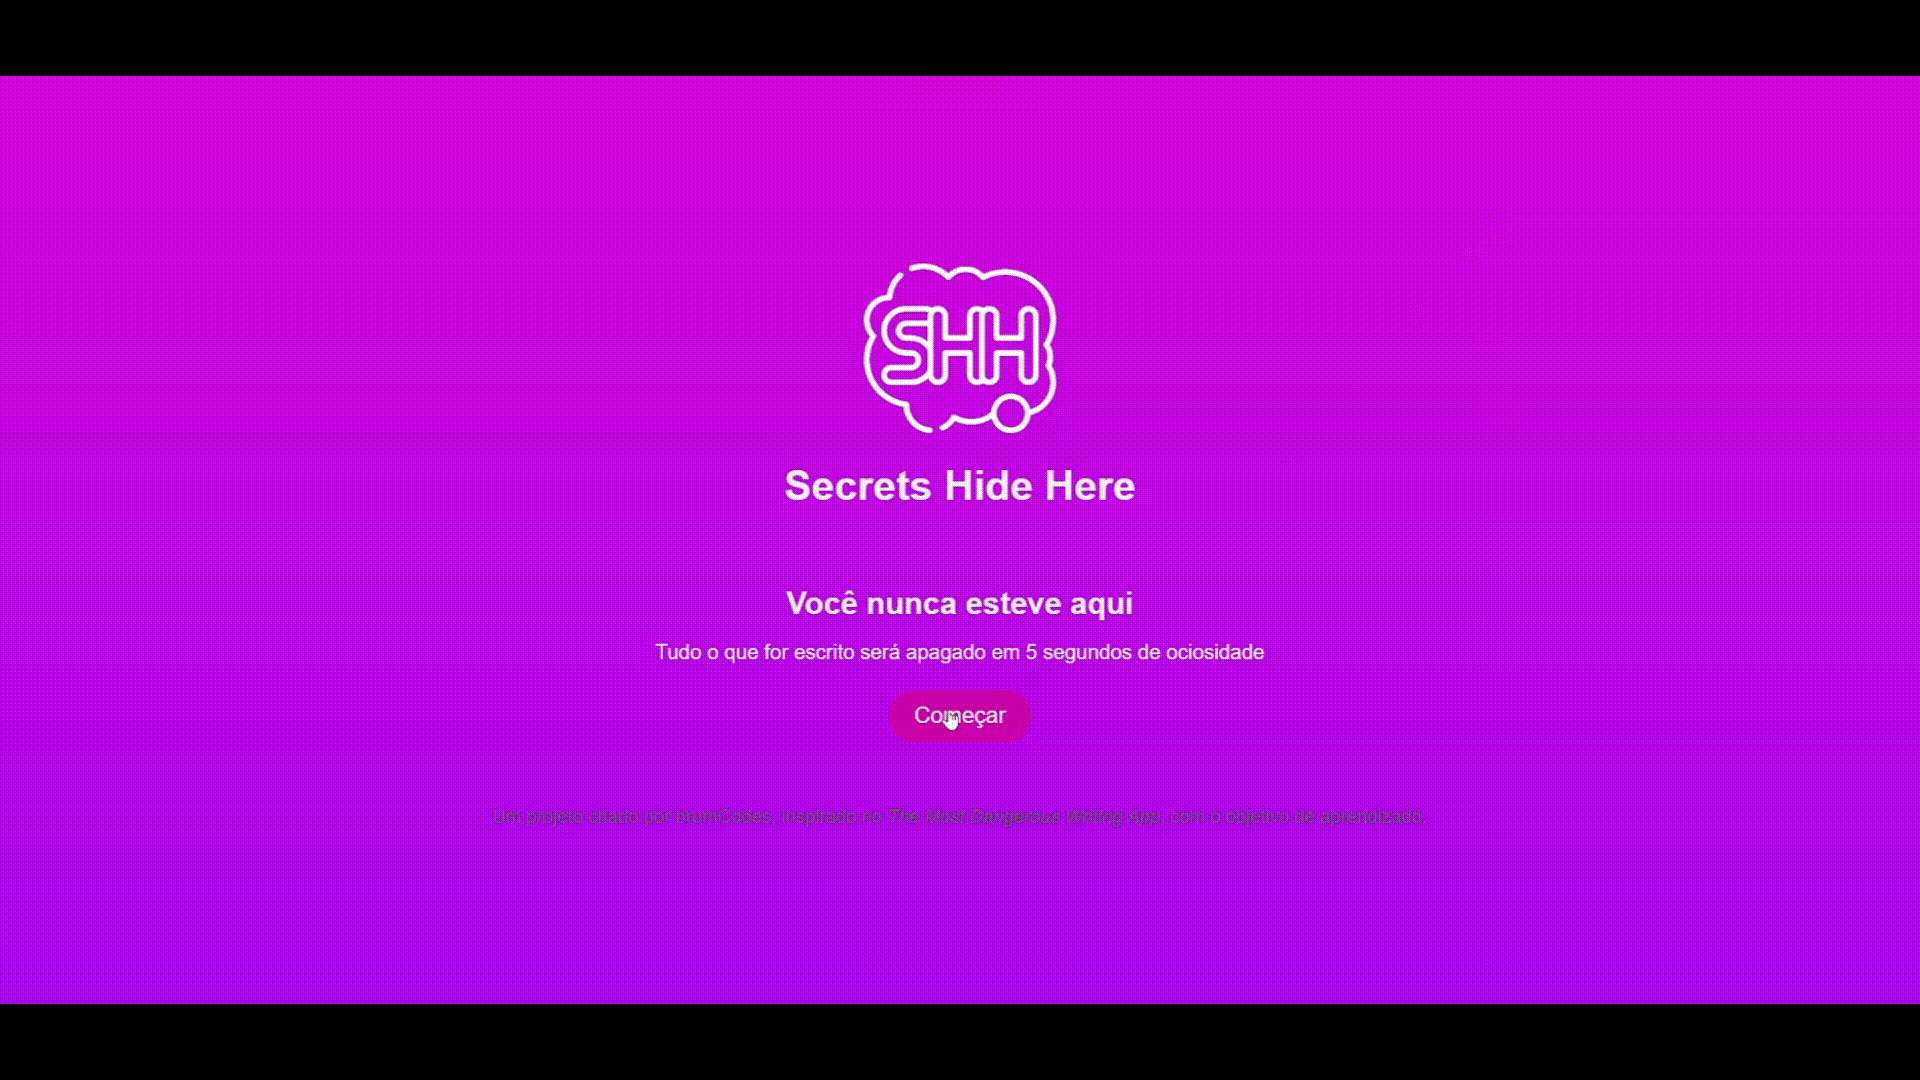 SHH
Secrets Hide Here
Você nunca esteve aqui
Tudo o que for escrito será apagado em 5 segundos de ociosidade
Começar
Um projeto criado por brumCodes, inspirado no The Most Dangerous Writing App, com o objetivo de aprendizado.